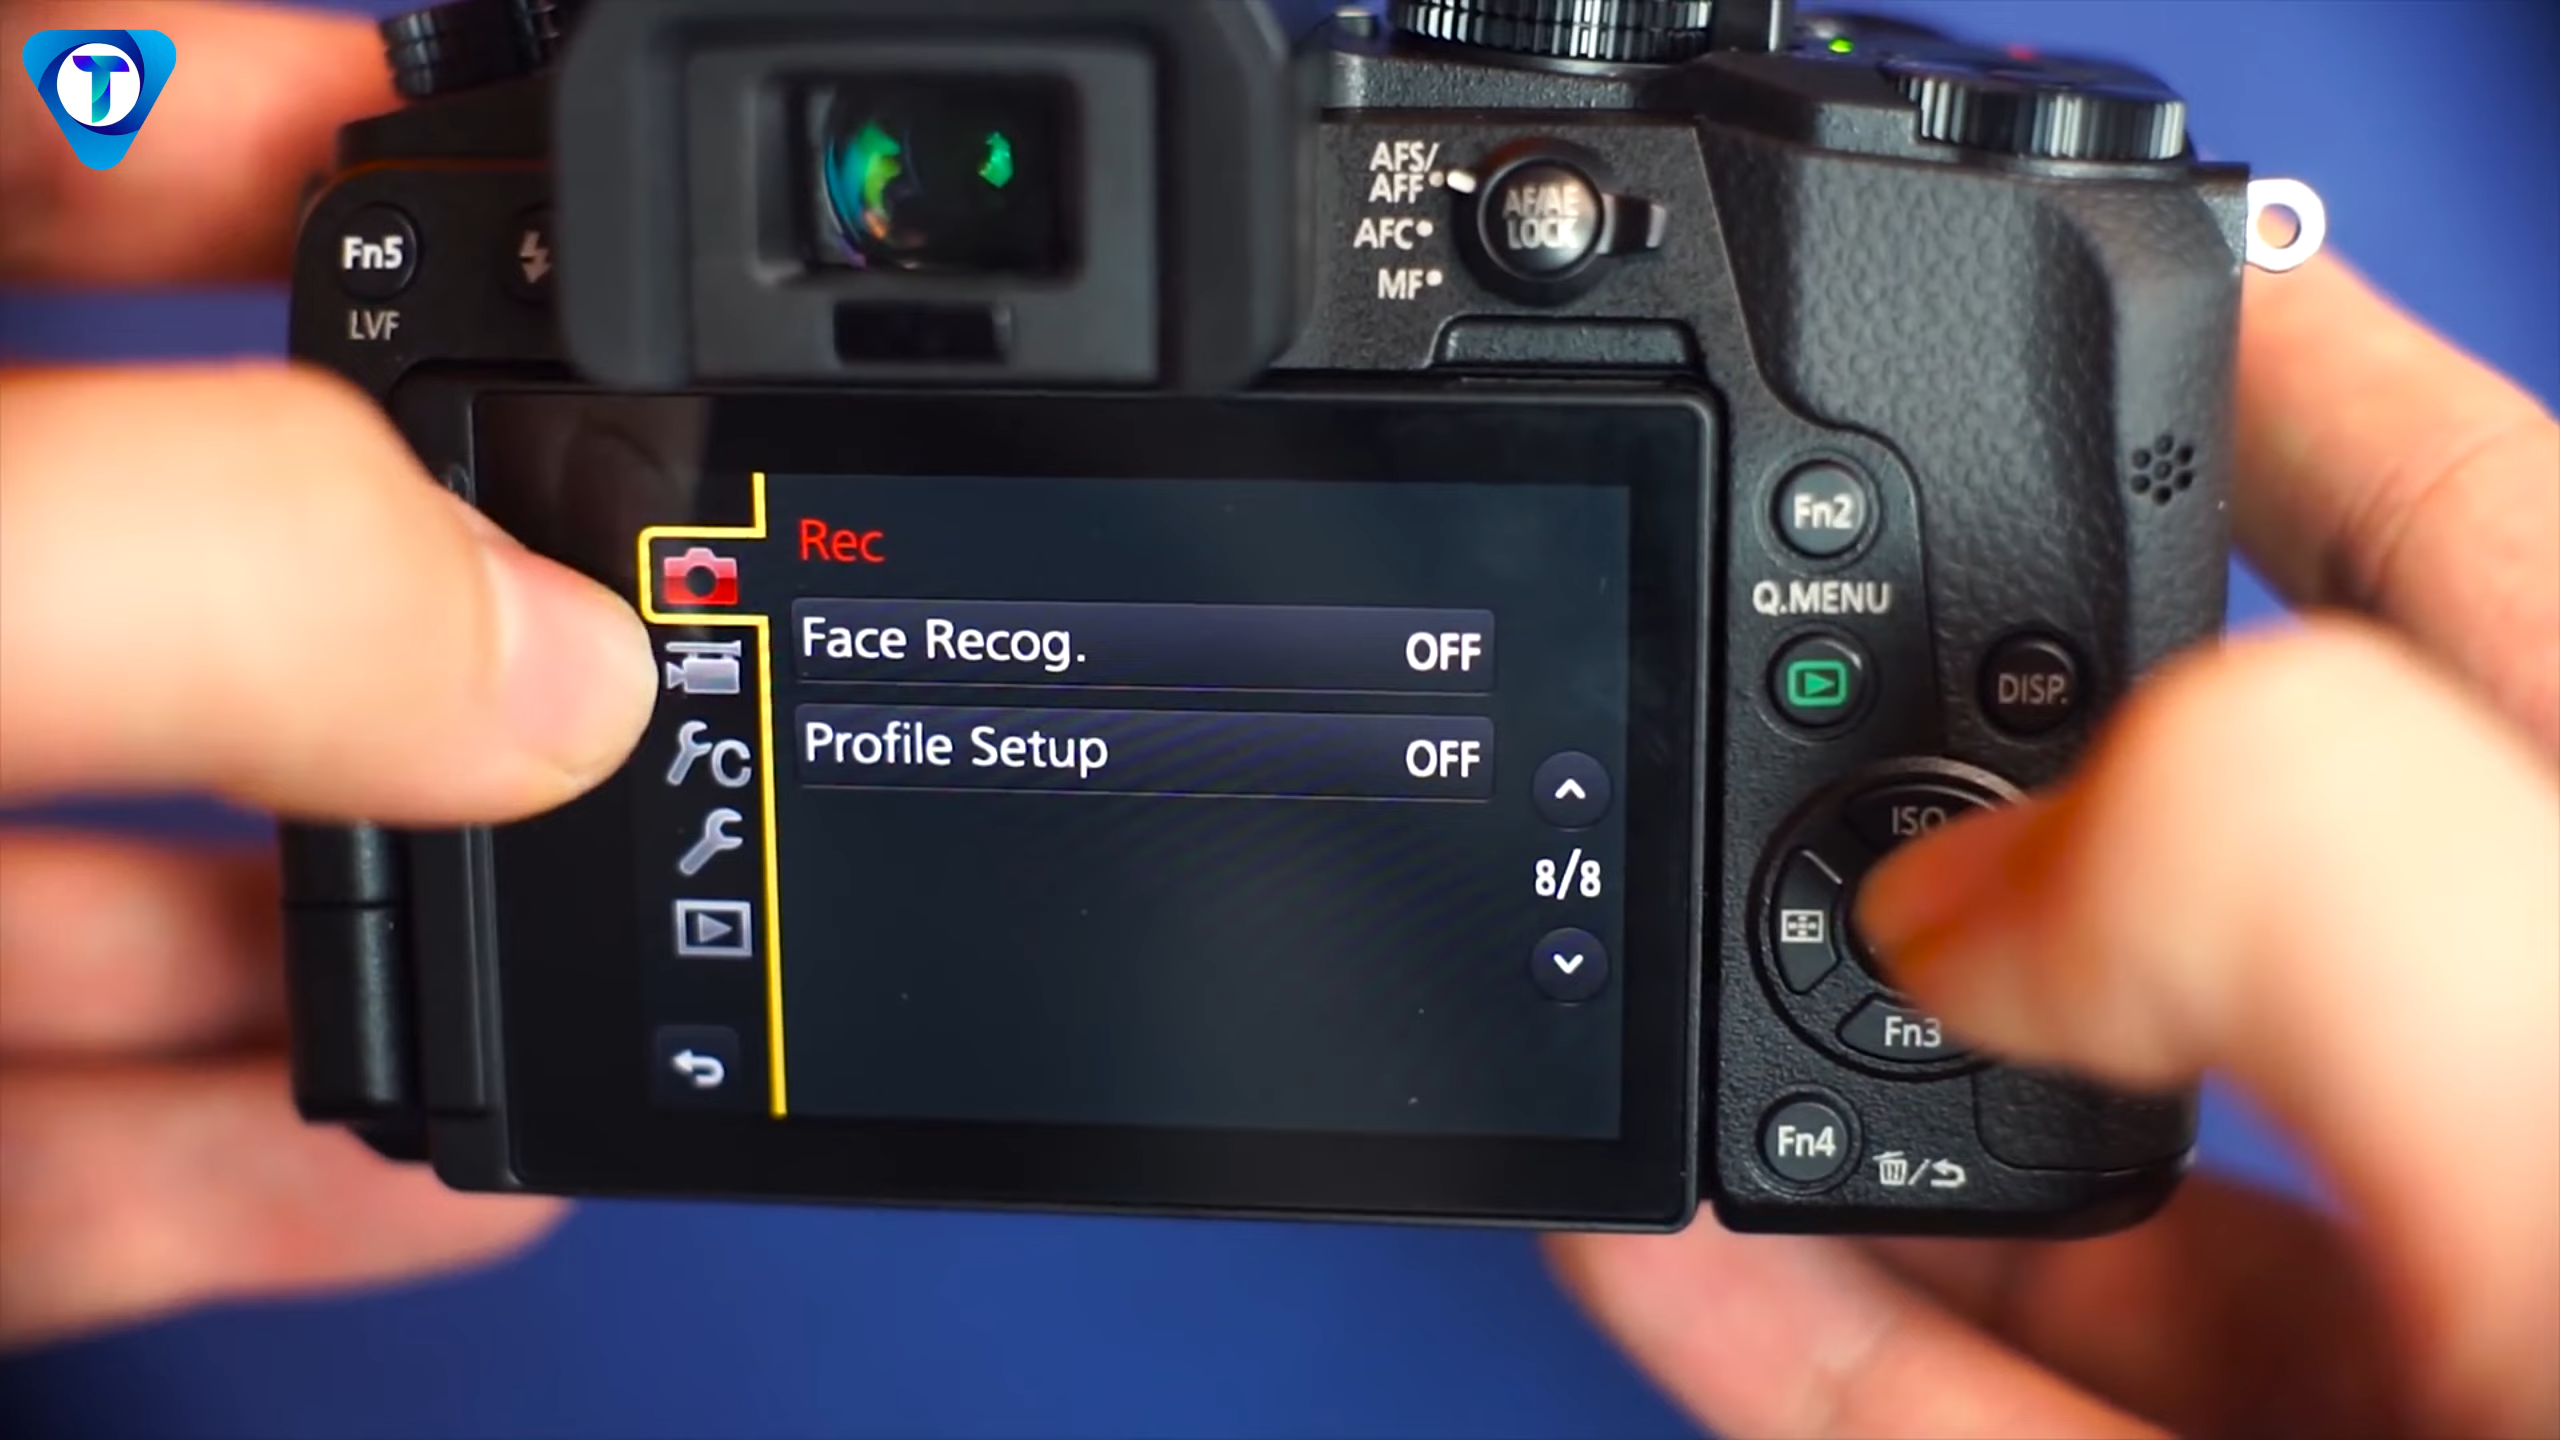 T
Fn5
LVF
AFS/
AFF
AFC
MF
AF/AE
LOCK
Fn2
Q.MENU
DISP.
ISO
Fn3
Fn4
Rec
Face Recog. OFF
Profile Setup OFF
C
8/8